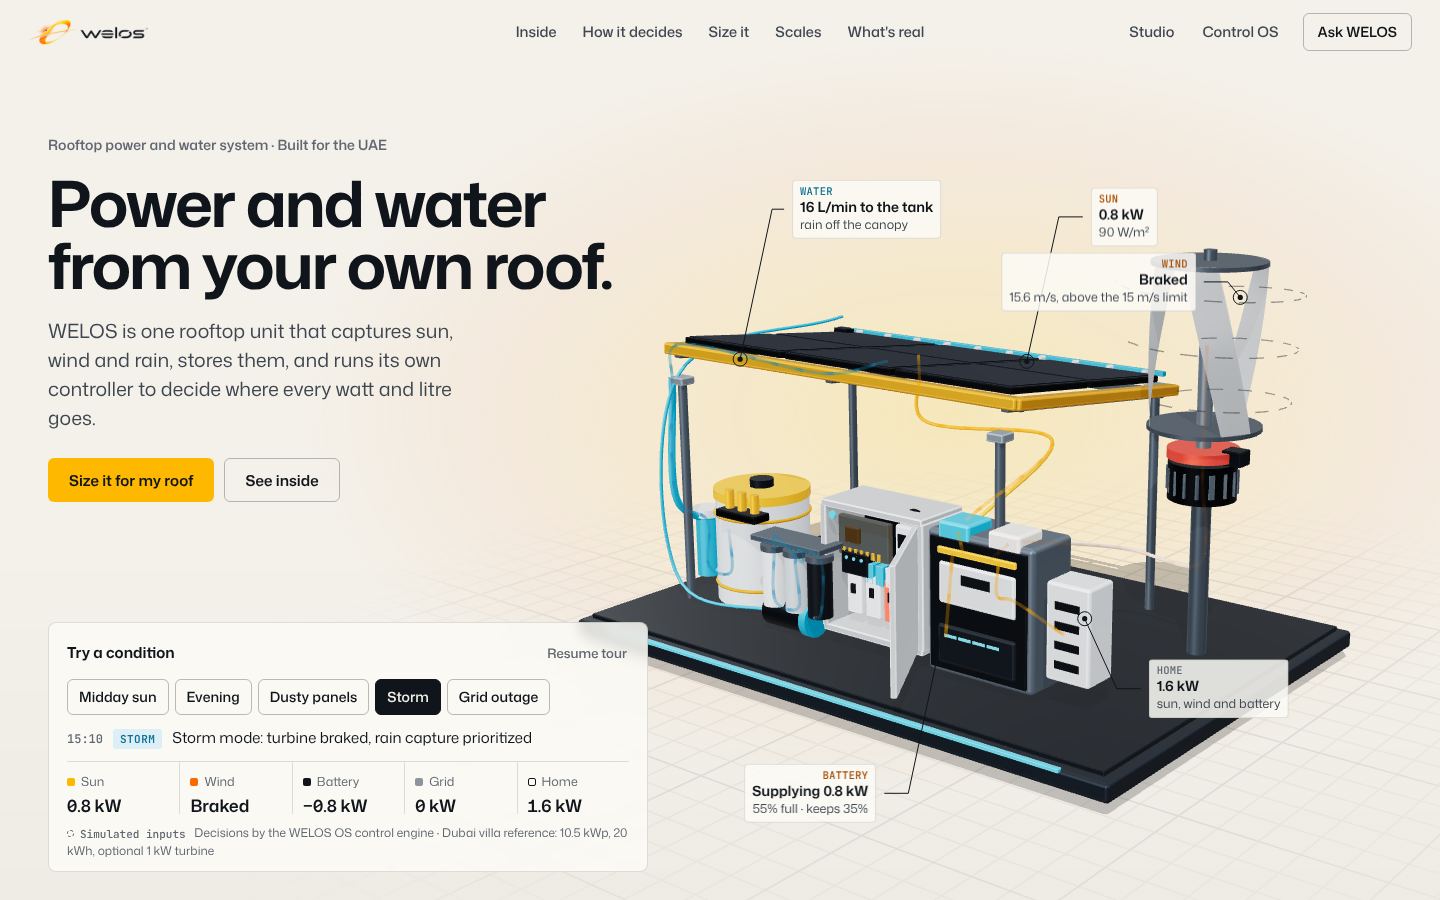 welos
Inside
How it decides
Size it
Scales
What's real
Studio
Control OS
Ask WELOS
Rooftop power and water system · Built for the UAE
Power and water
from your own roof.
WELOS is one rooftop unit that captures sun,
wind and rain, stores them, and runs its own
controller to decide where every watt and litre
goes.
Size it for my roof
See inside
WATER
16 L/min to the tank
rain off the canopy
SUN
0.8 kW
90 W/m²
WIND
Braked
15.6 m/s, above the 15 m/s limit
HOME
1.6 kW
sun, wind and battery
BATTERY
Supplying 0.8 kW
55% full · keeps 35%
Try a condition
Resume tour
Midday sun
Evening
Dusty panels
Storm
Grid outage
15:10 STORM Storm mode: turbine braked, rain capture prioritized
Sun
0.8 kW
Wind
Braked
Battery
−0.8 kW
Grid
0 kW
Home
1.6 kW
Simulated inputs Decisions by the WELOS OS control engine · Dubai villa reference: 10.5 kWp, 20
kWh, optional 1 kW turbine